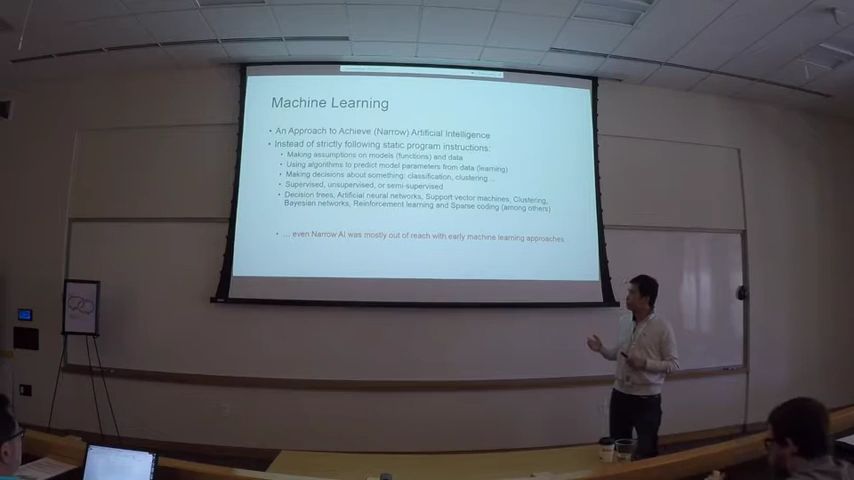 Machine Learning
• An Approach to Achieve (Narrow) Artificial Intelligence
• Instead of strictly following static program instructions:
• Making assumptions on models (functions) and data
• Using algorithms to predict model parameters from data (learning)
• Making decisions about something: classification, clustering…
• Supervised, unsupervised, or semi-supervised
• Decision trees, Artificial neural networks, Support vector machines, Clustering,
Bayesian networks, Reinforcement learning and Sparse coding (among others)
• … even Narrow AI was mostly out of reach with early machine learning approaches